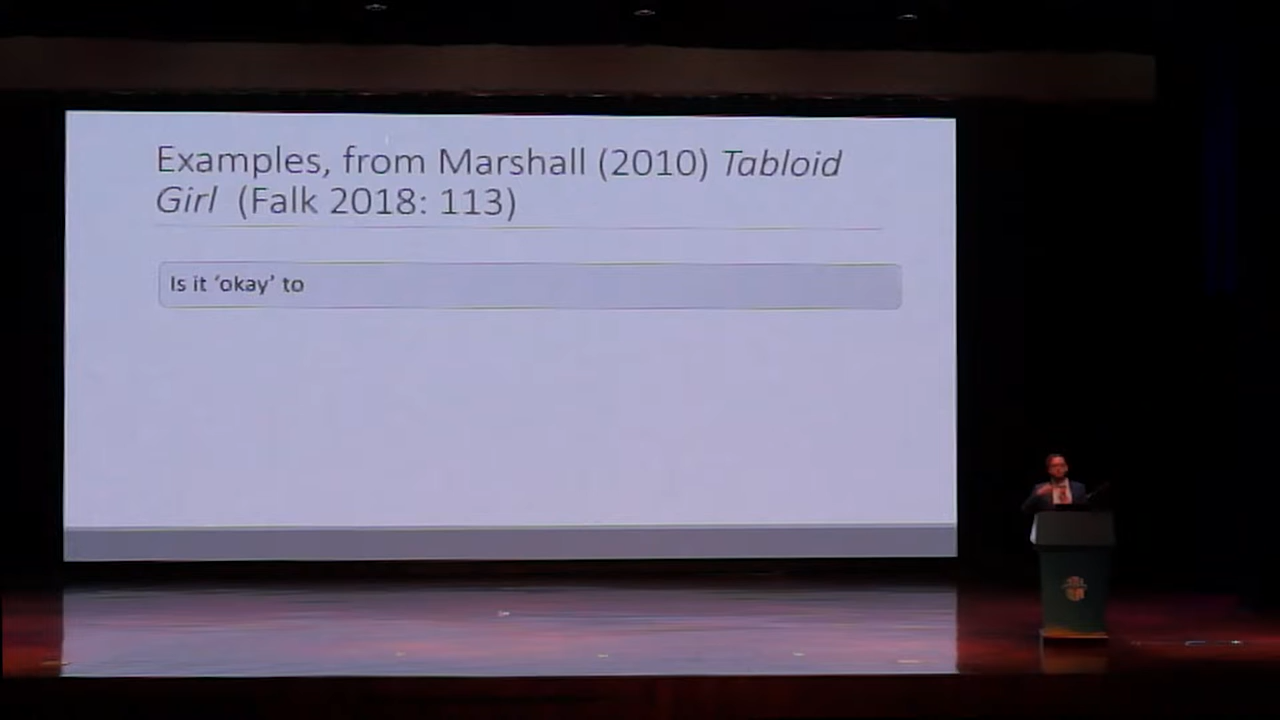 Examples, from Marshall (2010) Tabloid
Girl (Falk 2018: 113)
Is it ‘okay’ to